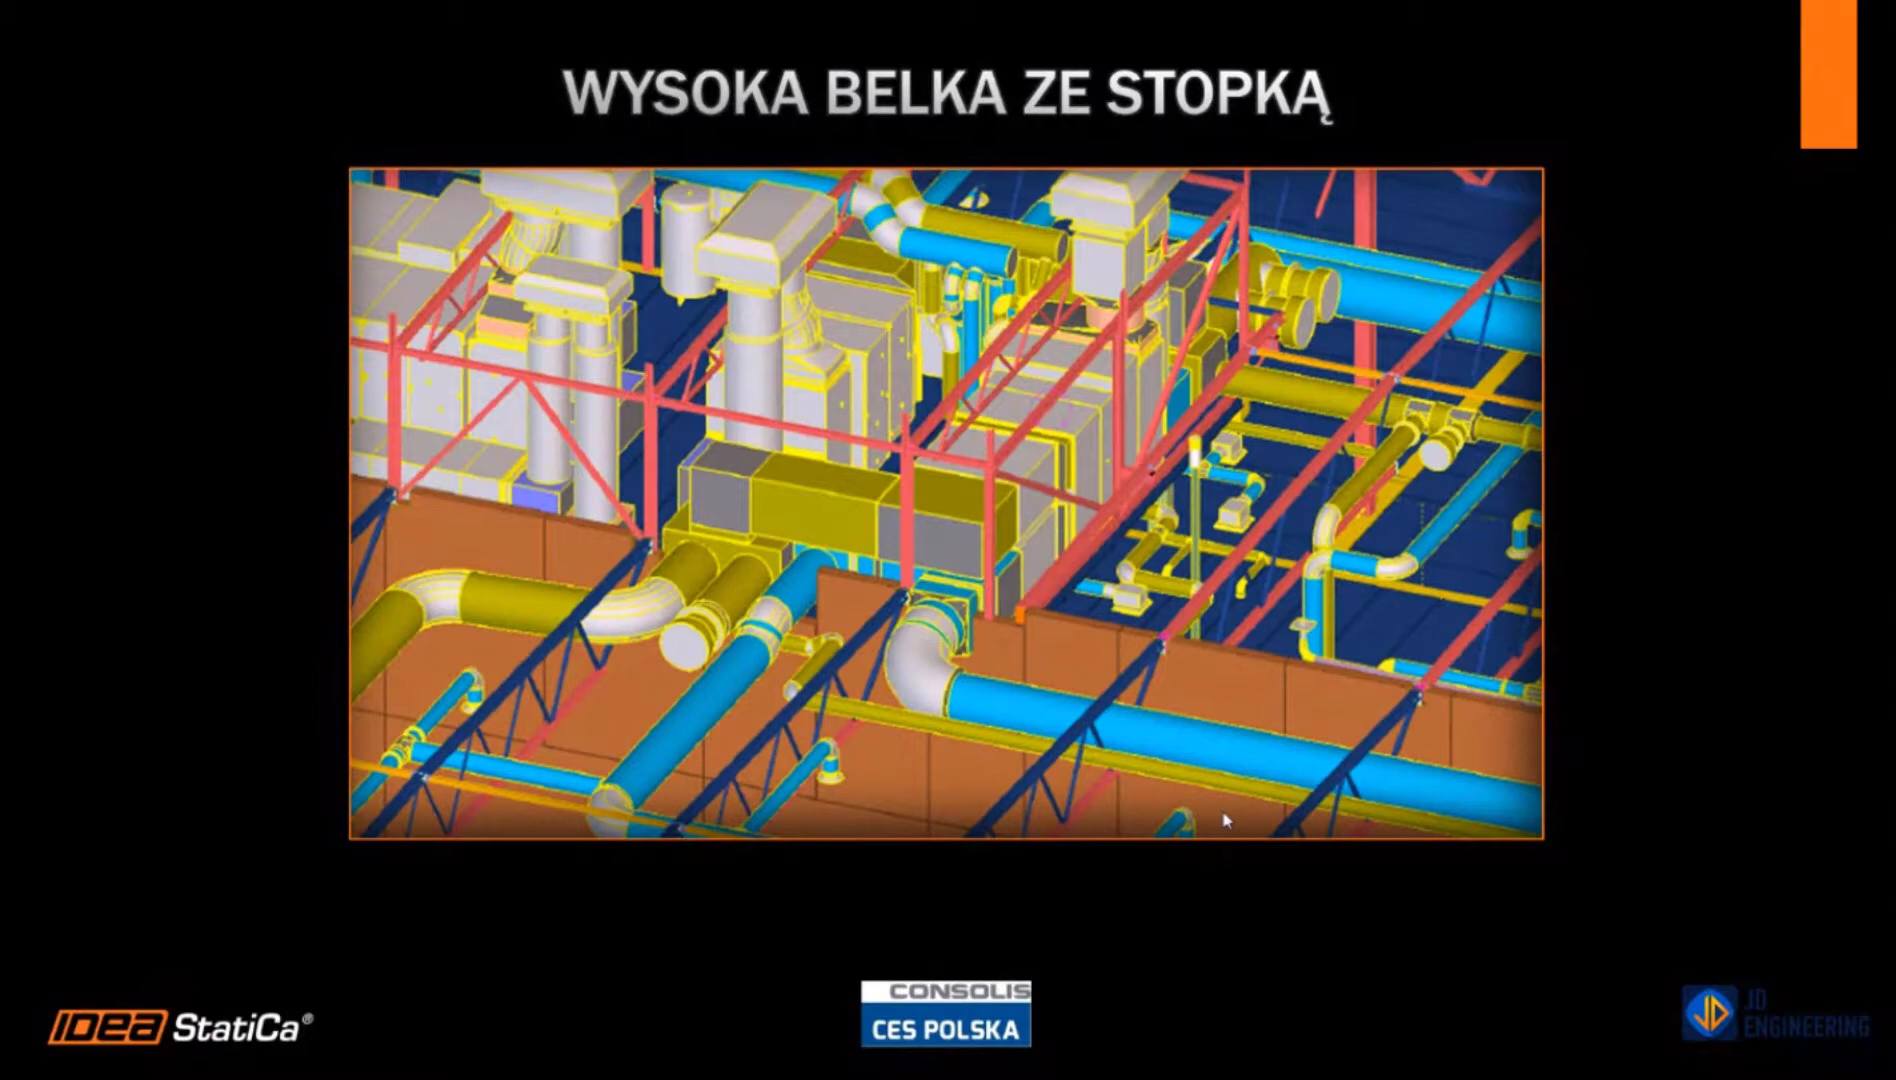 WYSOKA BELKA ZE STOPKĄ
IDEA StatiCa®
CONSOLIS
CES POLSKA
JD
ENGINEERING